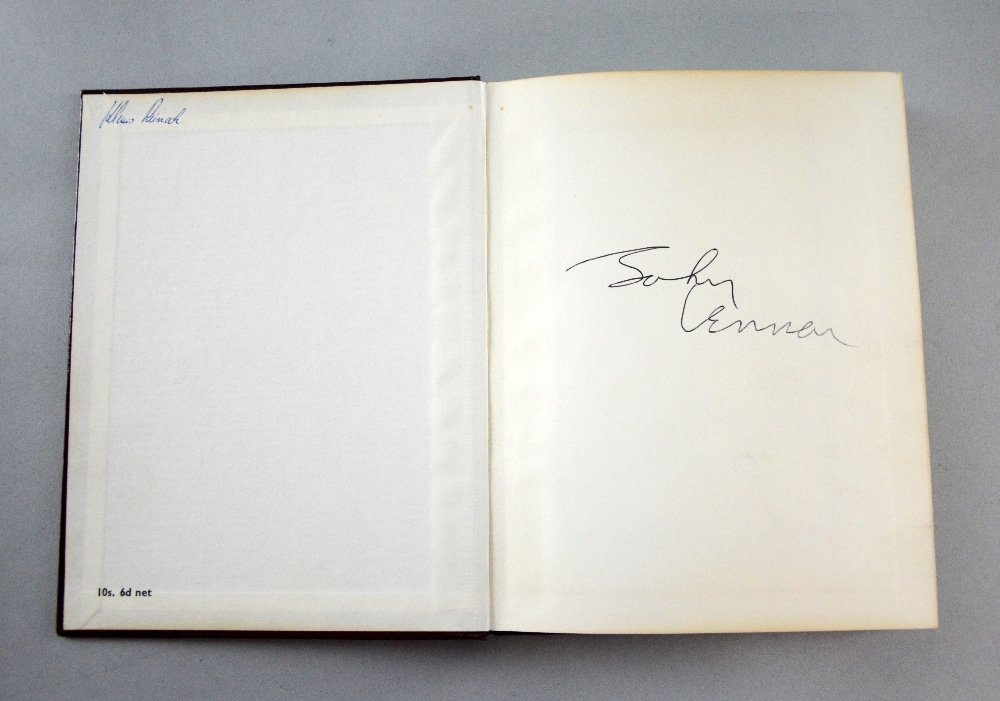 10s. 6d net
John
Lennon